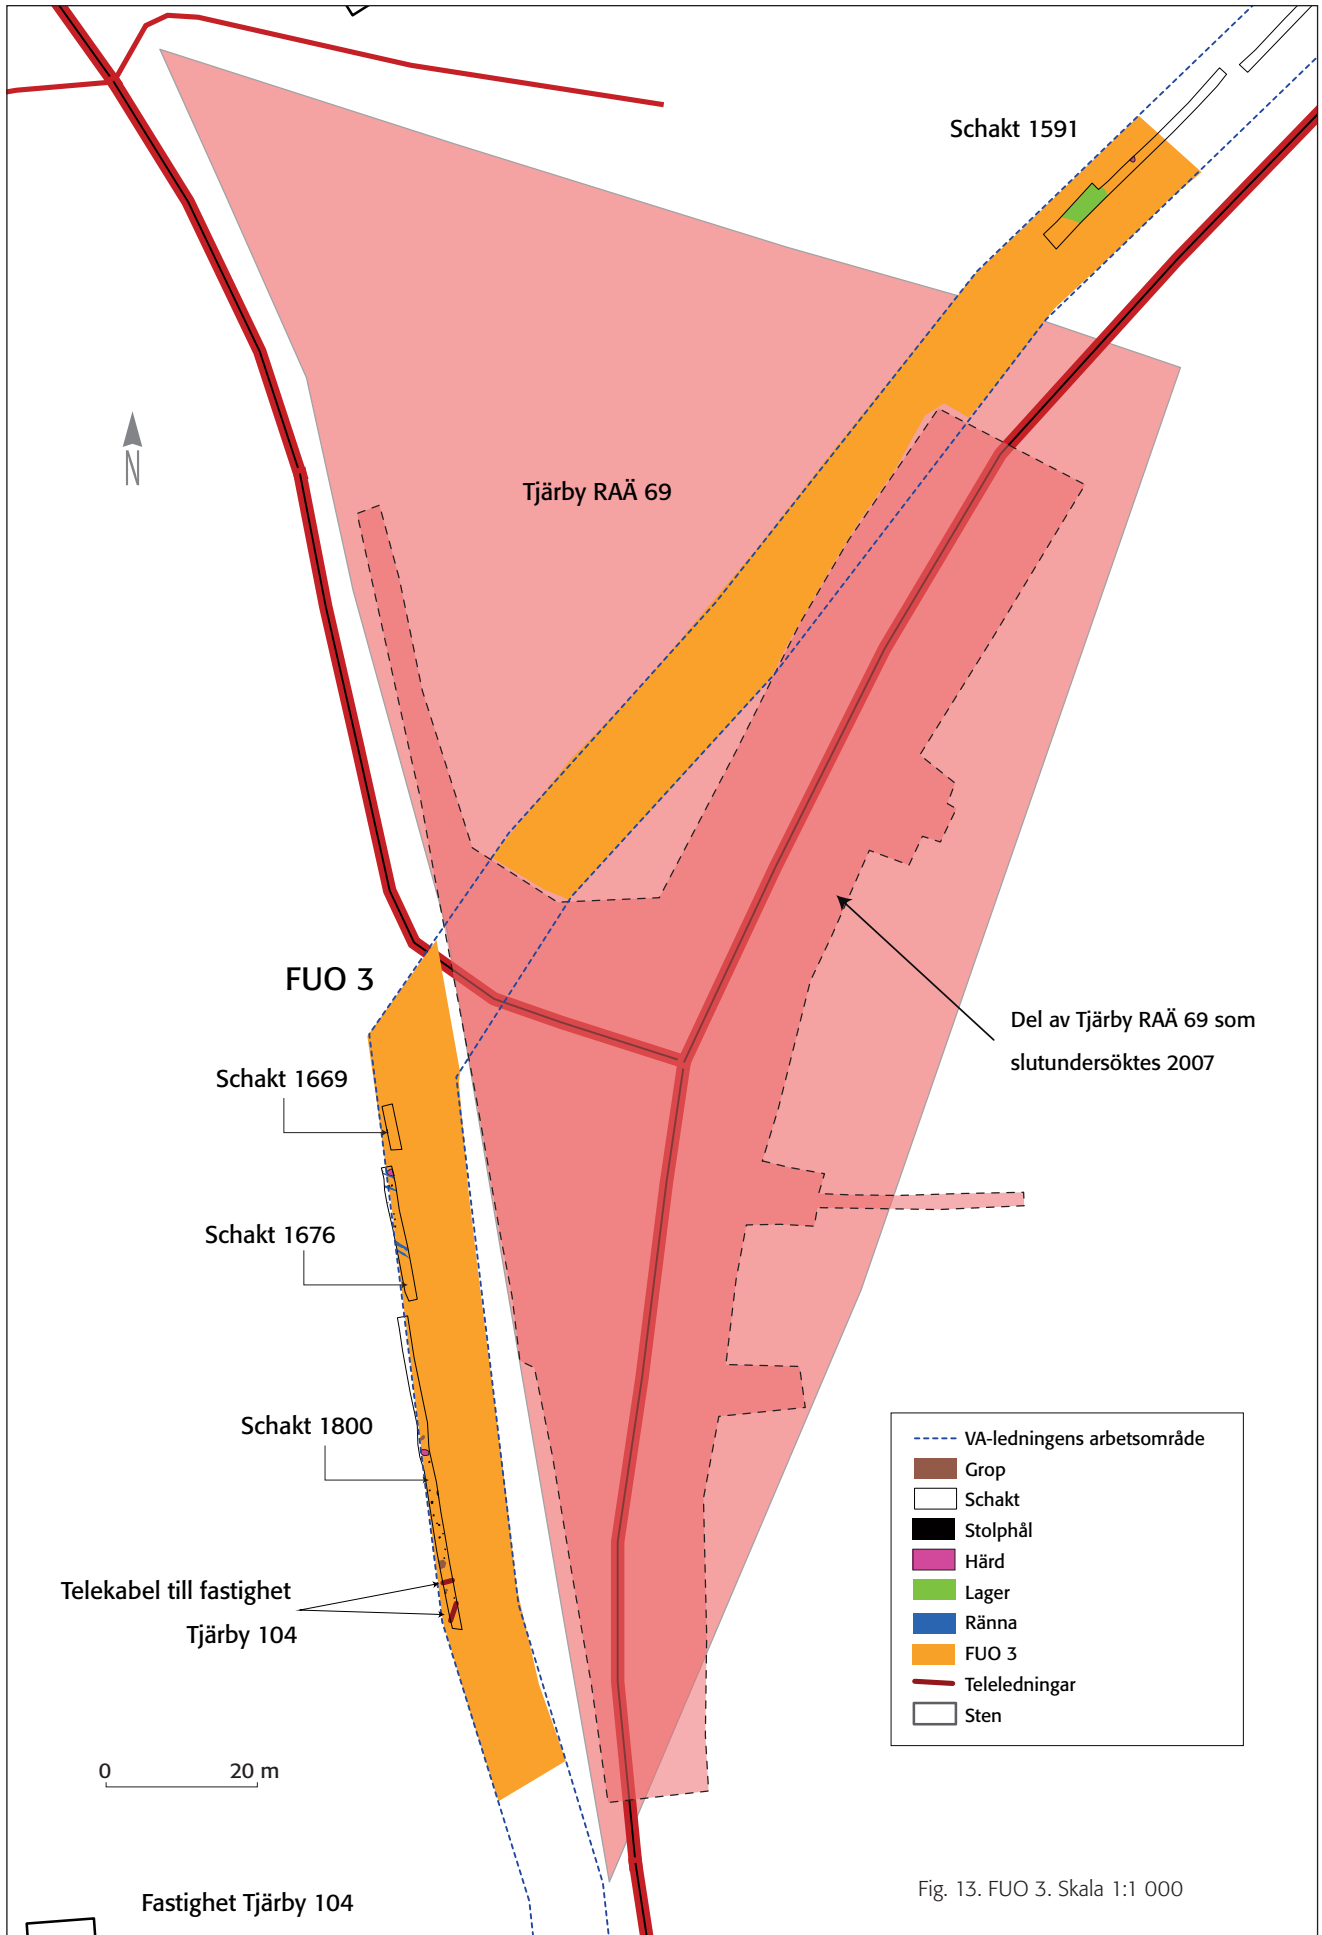 Schakt 1591
N
Tjärby RAÄ 69
FUO 3
Del av Tjärby RAÄ 69 som
slutundersöktes 2007
Schakt 1669
Schakt 1676
Schakt 1800
Telekabel till fastighet
Tjärby 104
VA-ledningens arbetsområde
Grop
Schakt
Stolphål
Härd
Lager
Ränna
FUO 3
Teleledningar
Sten
0 20 m
Fastighet Tjärby 104
Fig. 13. FUO 3. Skala 1:1 000